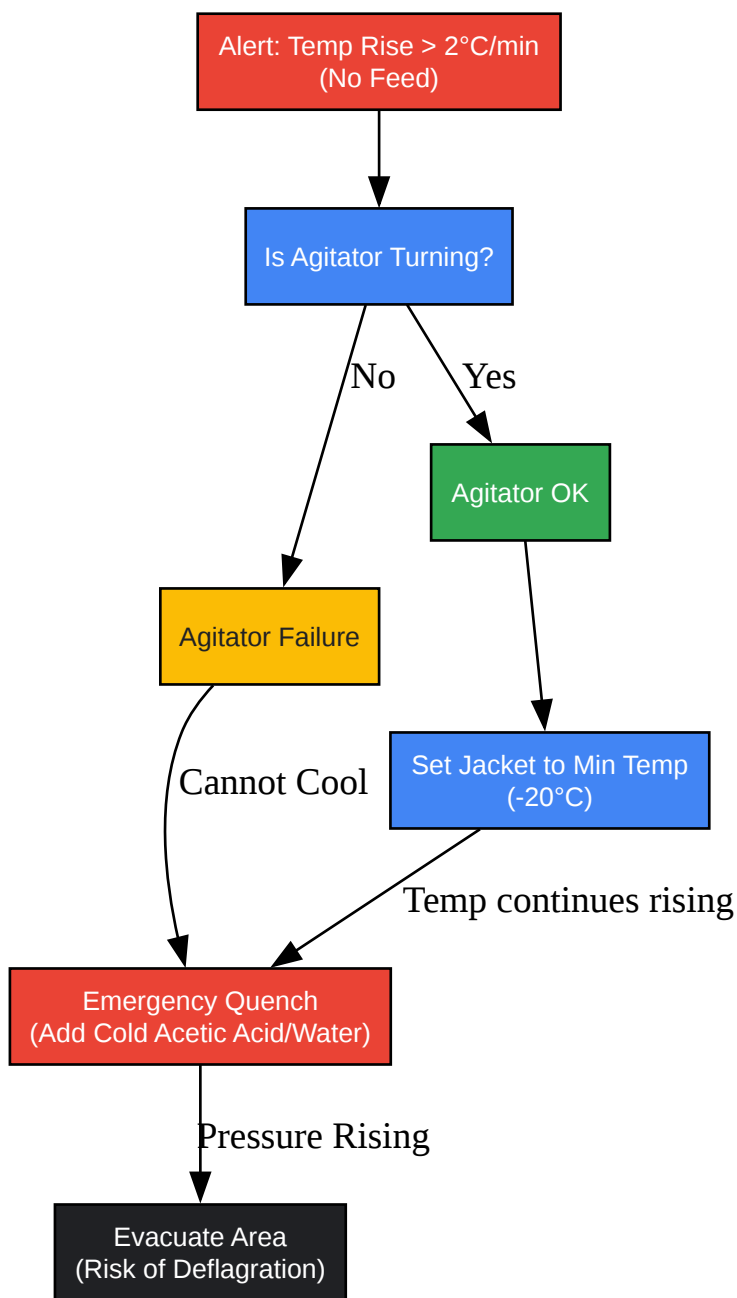 Alert: Temp Rise > 2°C/min
(No Feed)
Is Agitator Turning?
No
Yes
Agitator OK
Agitator Failure
Set Jacket to Min Temp
(-20°C)
Cannot Cool
Temp continues rising
Emergency Quench
(Add Cold Acetic Acid/Water)
Pressure Rising
Evacuate Area
(Risk of Deflagration)